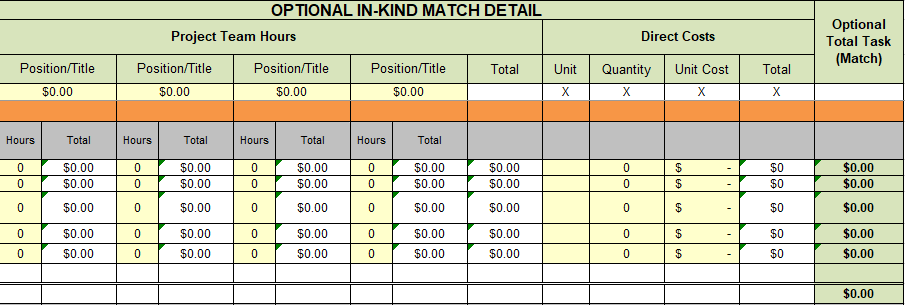 OPTIONAL IN-KIND MATCH DETAIL
Optional Total Task (Match)
Project Team Hours Direct Costs
Position/Title Position/Title Position/Title Position/Title Total Unit Quantity Unit Cost Total
$0.00 $0.00 $0.00 $0.00 X X X X
Hours Total Hours Total Hours Total Hours Total
0 $0.00 0 $0.00 0 $0.00 0 $0.00 $0.00 0 $ - $0 $0.00
0 $0.00 0 $0.00 0 $0.00 0 $0.00 $0.00 0 $ - $0 $0.00
0 $0.00 0 $0.00 0 $0.00 0 $0.00 $0.00 0 $ - $0 $0.00
0 $0.00 0 $0.00 0 $0.00 0 $0.00 $0.00 0 $ - $0 $0.00
0 $0.00 0 $0.00 0 $0.00 0 $0.00 $0.00 0 $ - $0 $0.00
$0.00